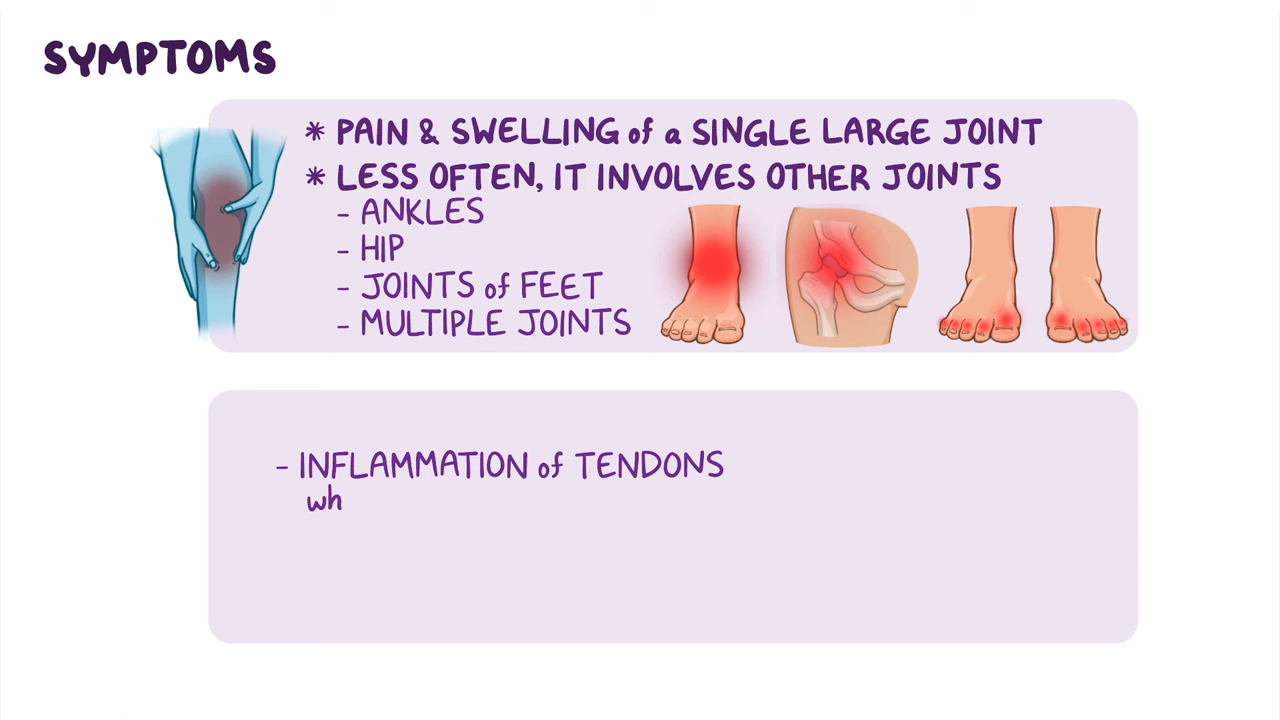 SYMPTOMS
* PAIN & SWELLING of a SINGLE LARGE JOINT
* LESS OFTEN, IT INVOLVES OTHER JOINTS
- ANKLES
- HIP
- JOINTS of FEET
- MULTIPLE JOINTS
- INFLAMMATION of TENDONS
wh